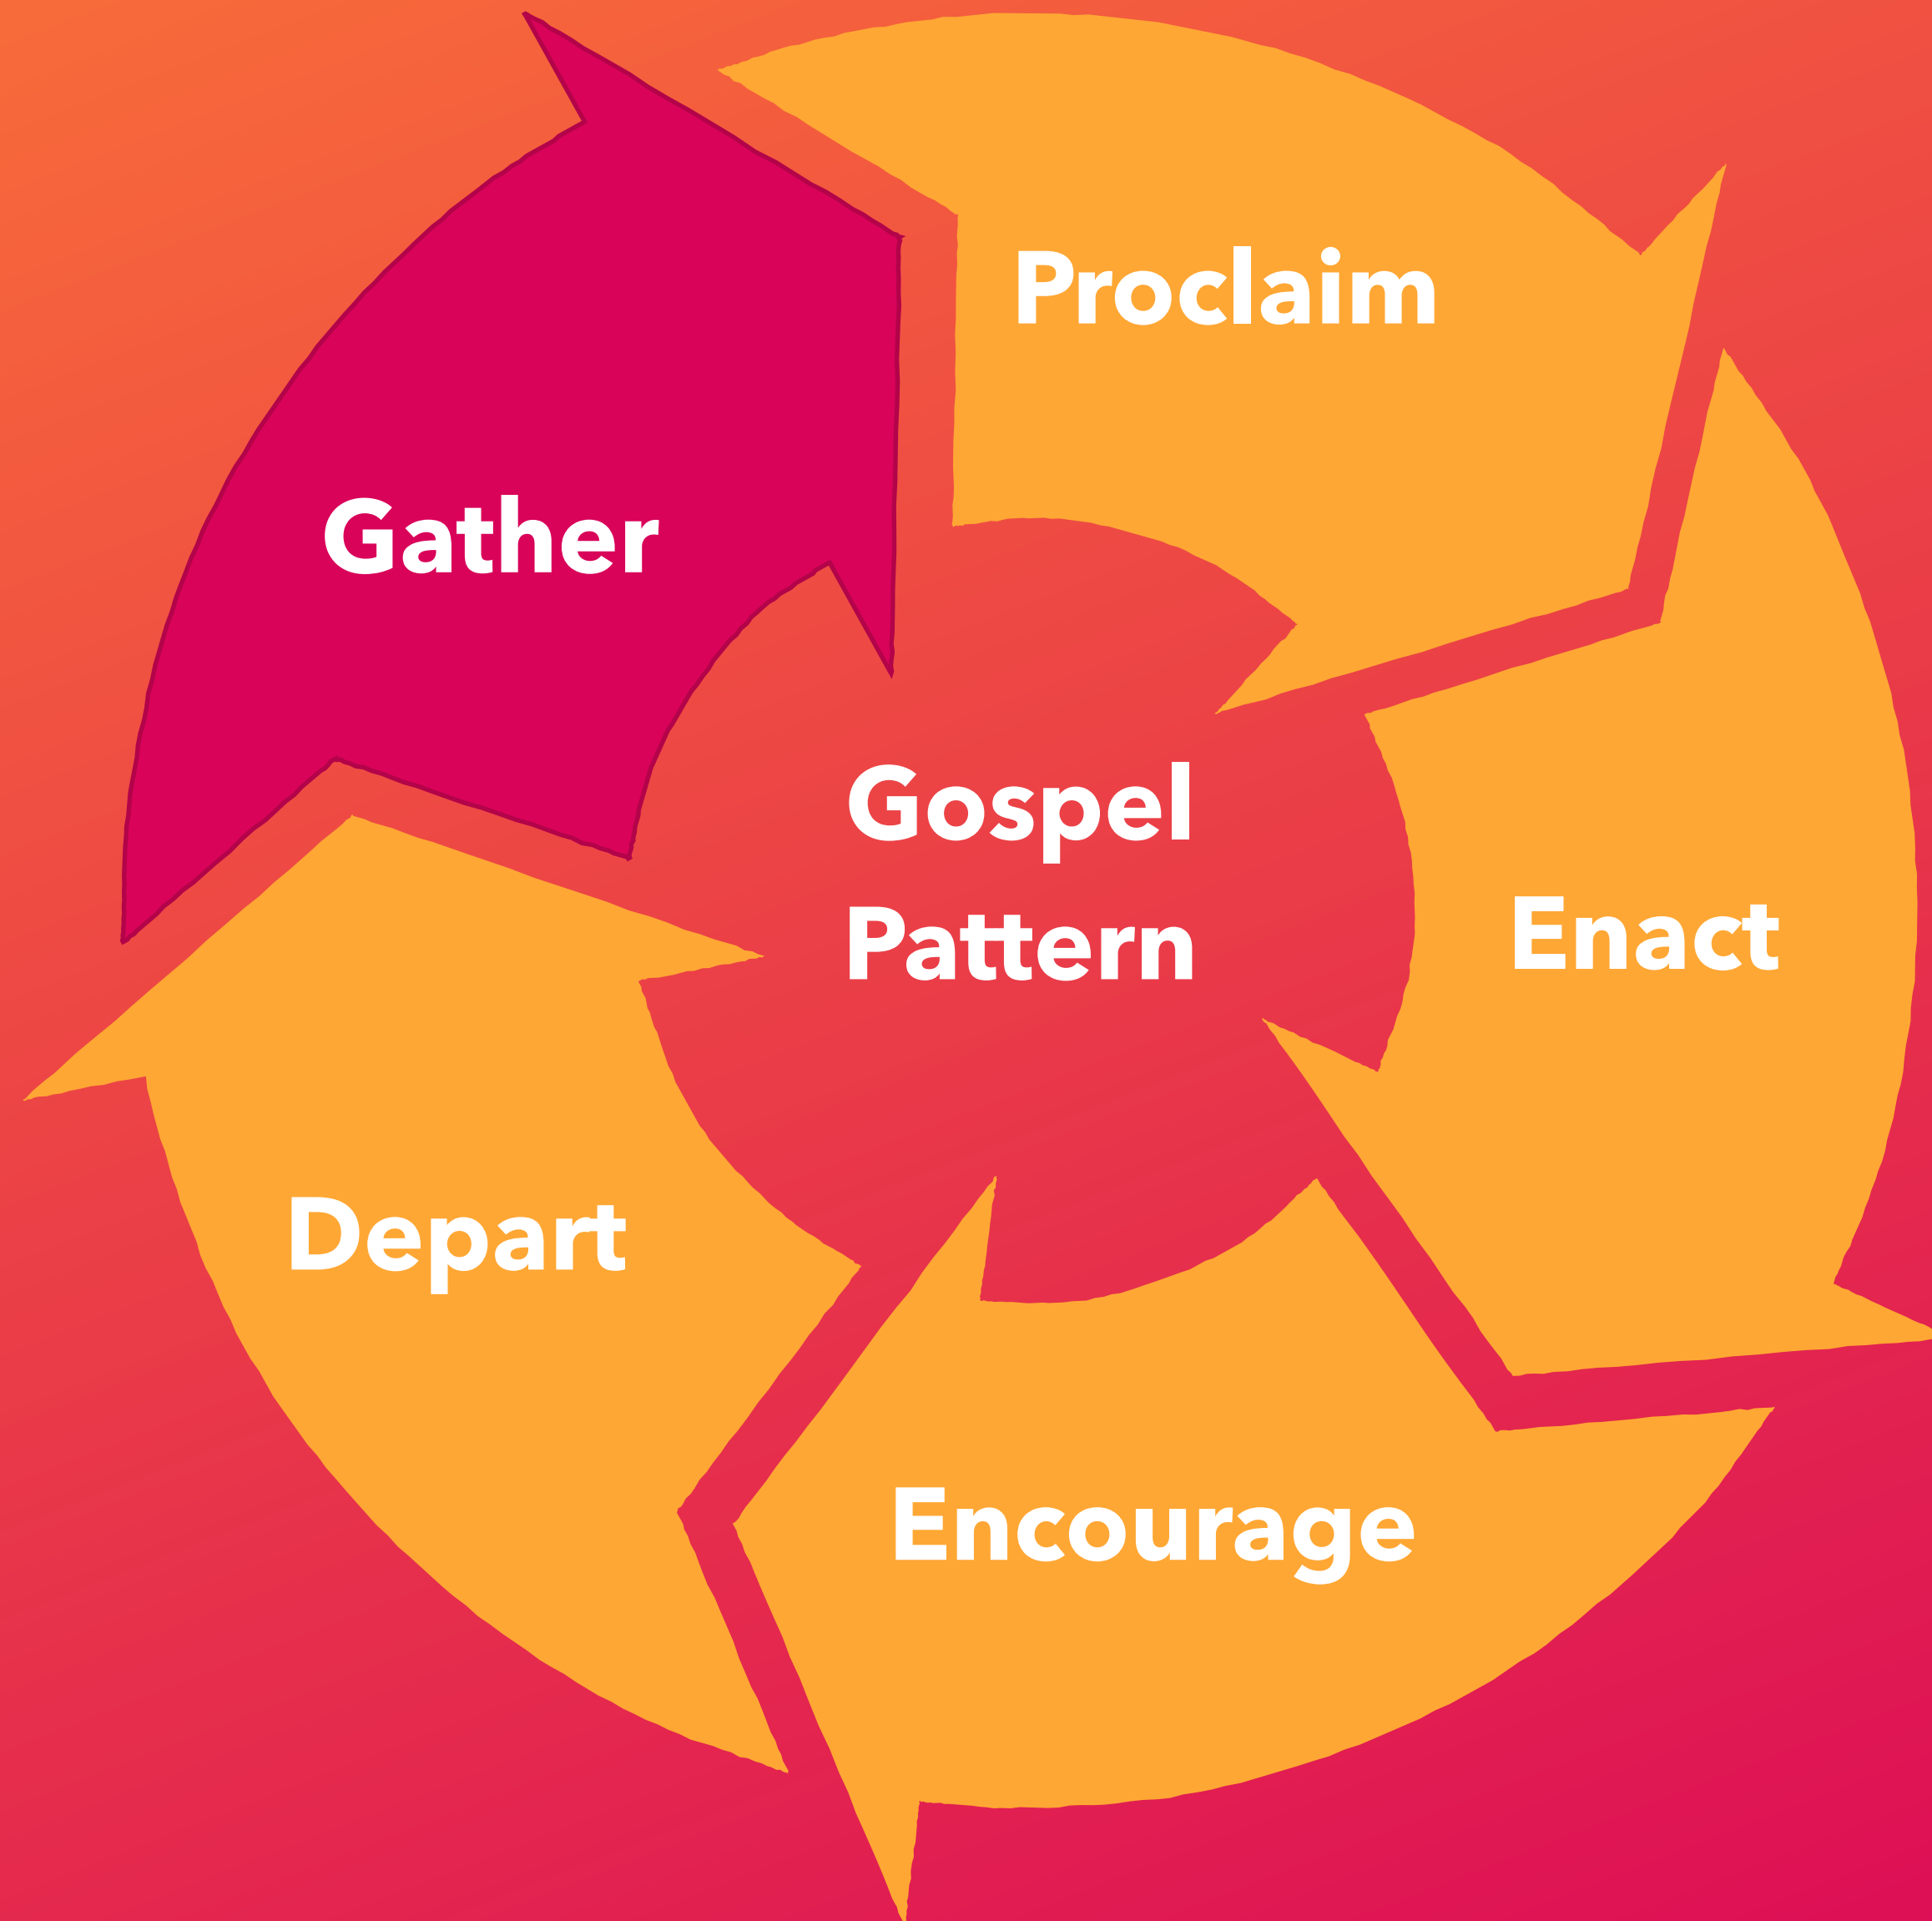 Proclaim
Gather
Gospel
Pattern
Enact
Depart
Encourage